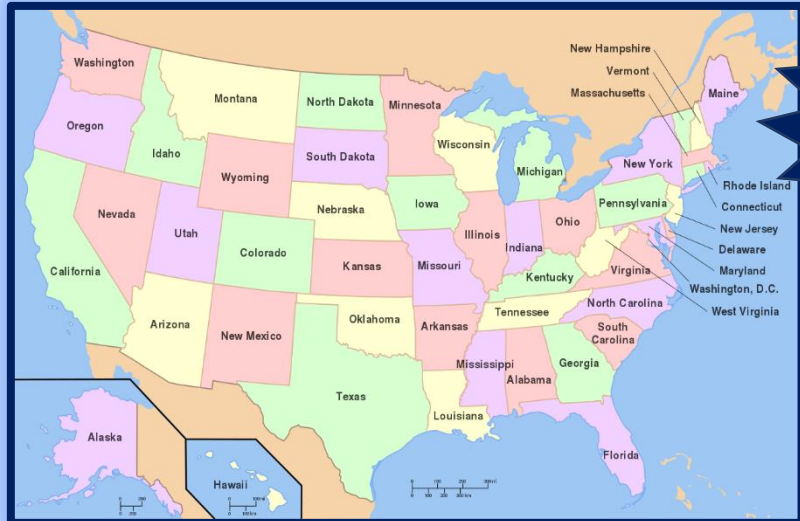 New Hampshire
Vermont
Massachusetts
Washington
Montana
North Dakota
Minnesota
Maine
Oregon
Idaho
Wisconsin
South Dakota
Michigan
New York
Wyoming
Rhode Island
Connecticut
Iowa
Pennsylvania
Nebraska
New Jersey
Nevada
Utah
Illinois
Indiana
Ohio
Delaware
Colorado
Maryland
California
Kansas
Missouri
Virginia
Washington, D.C.
Kentucky
West Virginia
North Carolina
Tennessee
Oklahoma
Arizona
New Mexico
Arkansas
South
Carolina
Mississippi
Georgia
Alabama
Texas
Louisiana
Alaska
Florida
Hawaii